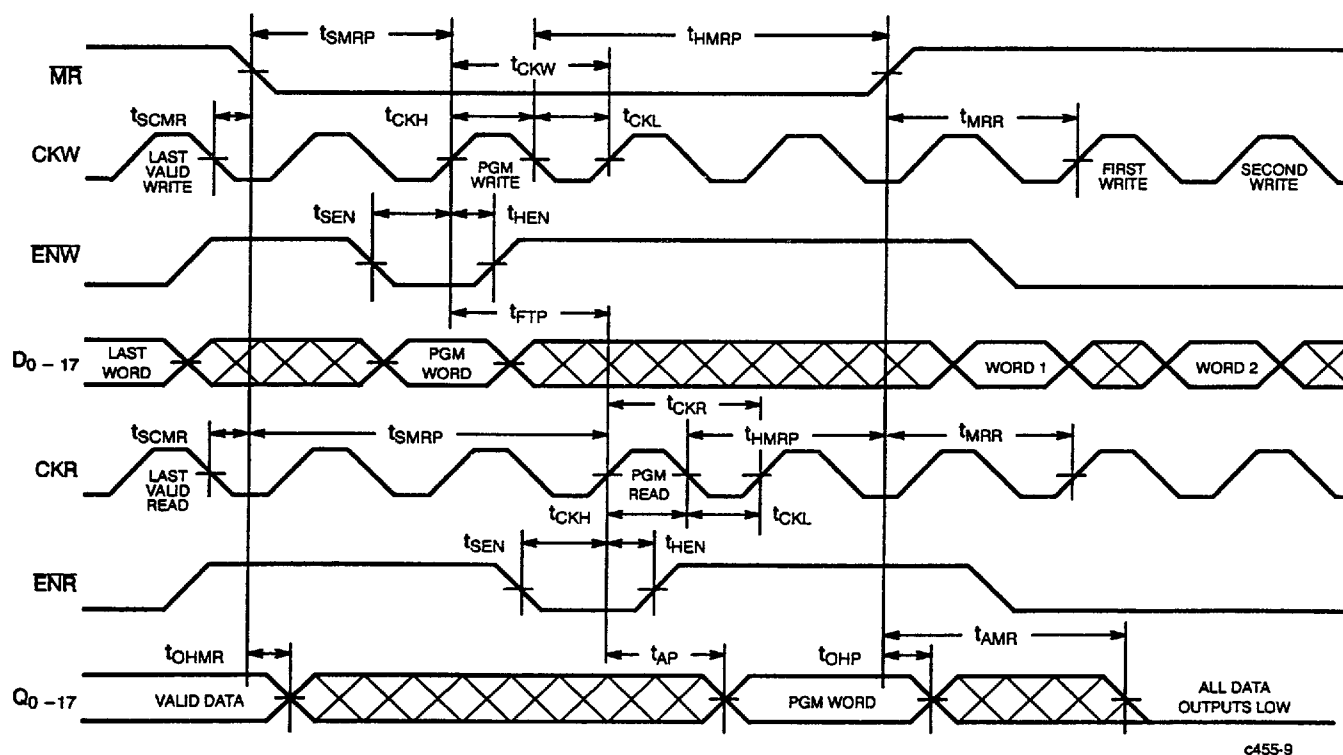 tSMRP
tHMRP
MR
tCKW
tSCMR
tCKH
tCKL
tMRR
CKW
LAST
VALID
WRITE
PGM
WRITE
FIRST
WRITE
SECOND
WRITE
tSEN
tHEN
ENW
tFTP
D0 – 17
LAST
WORD
PGM
WORD
WORD 1
WORD 2
tCKR
tSCMR
tSMRP
tHMRP
tMRR
CKR
LAST
VALID
READ
PGM
READ
tCKH
tCKL
tSEN
tHEN
ENR
tAMR
tOHMR
tAP
tOHP
Q0 –17
VALID DATA
PGM WORD
ALL DATA
OUTPUTS LOW
c455-9